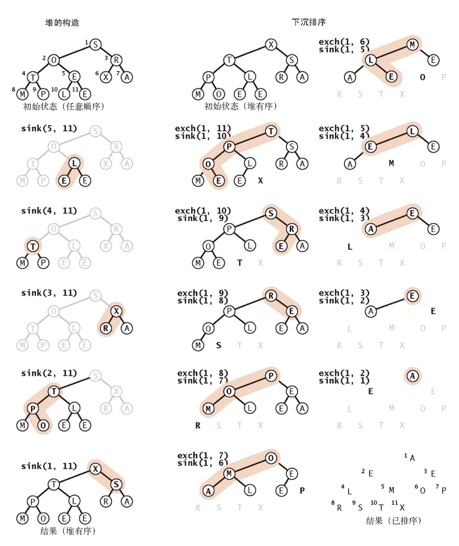 堆的构造
1 S
2 O 3 R
4 T 5 E 6 X 7 A
8 M 9 P 10 L 11 E
初始状态（任意顺序）
sink(5, 11)
S
O R
T L X A
M P E E
sink(4, 11)
S
O R
T L X A
M P E E
sink(3, 11)
S
O X
T L R A
M P E E
sink(2, 11)
S
T X
P L R A
M O E E
sink(1, 11)
X
T S
P L R A
M O E E
结果（堆有序）
下沉排序
X
T S
P L R A
M O E E
初始状态（堆有序）
exch(1, 11)
sink(1, 10)
T
P S
O L R A
M E E X
exch(1, 10)
sink(1, 9)
S
P R
O L E A
M E T X
exch(1, 9)
sink(1, 8)
R
P E
O L E A
M S T X
exch(1, 8)
sink(1, 7)
P
O E
M L E A
R S T X
exch(1, 7)
sink(1, 6)
O
M E
A L E P
R S T X
exch(1, 6)
sink(1, 5)
M
L E
A E O P
R S T X
exch(1, 5)
sink(1, 4)
L
E E
A M O P
R S T X
exch(1, 4)
sink(1, 3)
E
A E
L M O P
R S T X
exch(1, 3)
sink(1, 2)
E
A E
L M O P
R S T X
exch(1, 2)
sink(1, 1)
A
E E
L M O P
R S T X
1 A
2 E 3 E
4 L 5 M 6 O 7 P
8 R 9 S 10 T 11 X
结果（已排序）